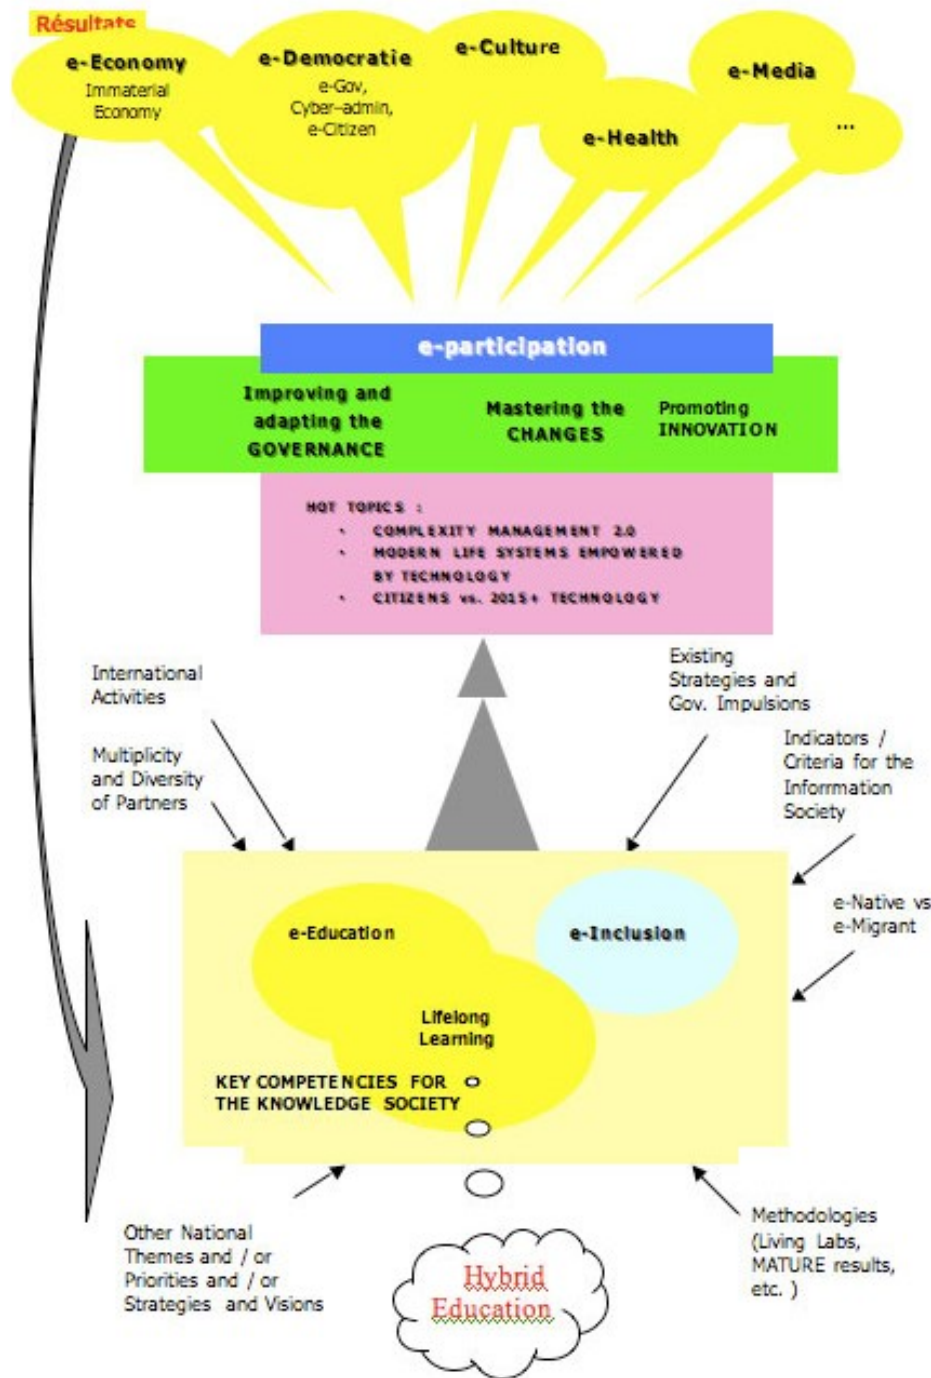 Résultats
e-Economy
Immaterial
Economy
e-Democratie
e-Gov,
Cyber-admin,
e-Citizen
e-Culture
e-Health
e-Media
...
e-participation
Improving and
adapting the
GOVERNANCE
Mastering the
CHANGES
Promoting
INNOVATION
HOT TOPICS :
• COMPLEXITY MANAGEMENT 2.0
• MODERN LIFE SYSTEMS EMPOWERED
BY TECHNOLOGY
• CITIZENS vs. 2015+ TECHNOLOGY
International
Activities
Multiplicity
and Diversity
of Partners
Existing
Strategies and
Gov. Impulsions
Indicators /
Criteria for the
Inforrmation
Society
e-Native vs
e-Migrant
e-Education
e-Inclusion
Lifelong
Learning
KEY COMPETENCIES FOR
THE KNOWLEDGE SOCIETY
Other National
Themes and / or
Priorities and / or
Strategies and Visions
Methodologies
(Living Labs,
MATURE results,
etc. )
Hybrid
Education